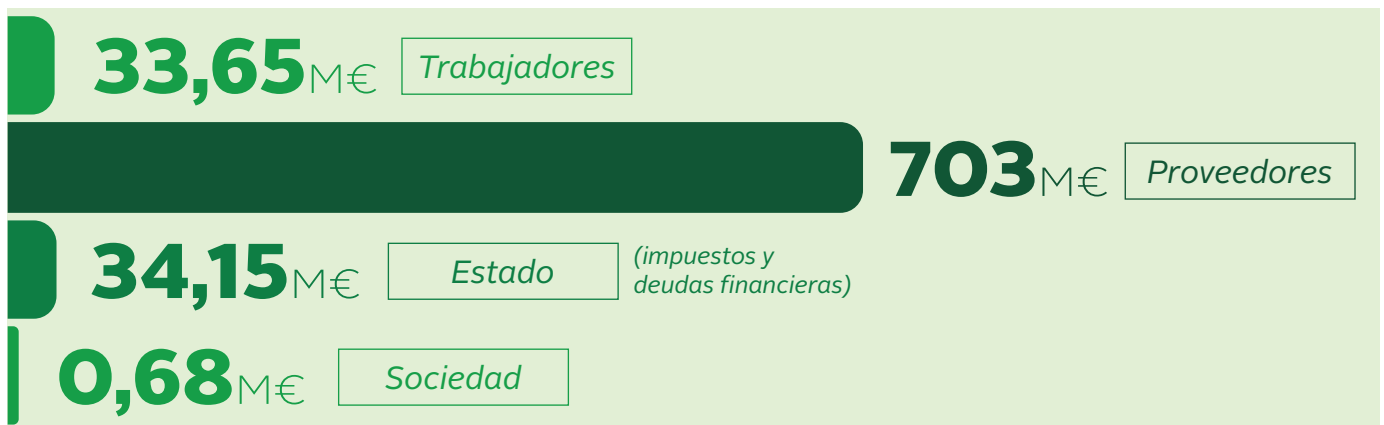 33,65M€ Trabajadores
703M€ Proveedores
34,15M€ Estado (impuestos y
deudas financieras)
0,68M€ Sociedad